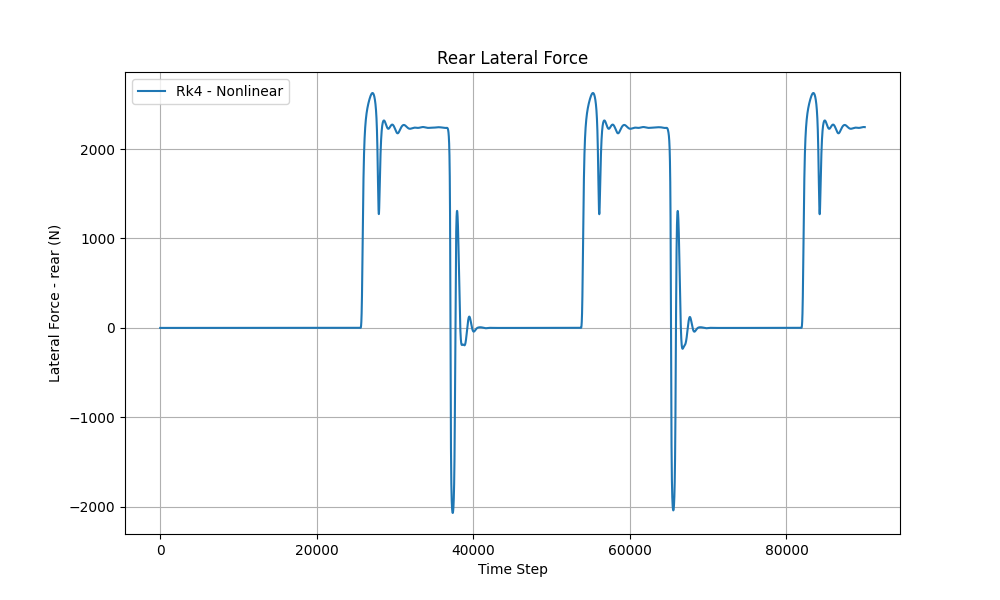 Rear Lateral Force
Rk4 - Nonlinear
Lateral Force - rear (N)
2000
1000
0
−1000
−2000
0 20000 40000 60000 80000
Time Step